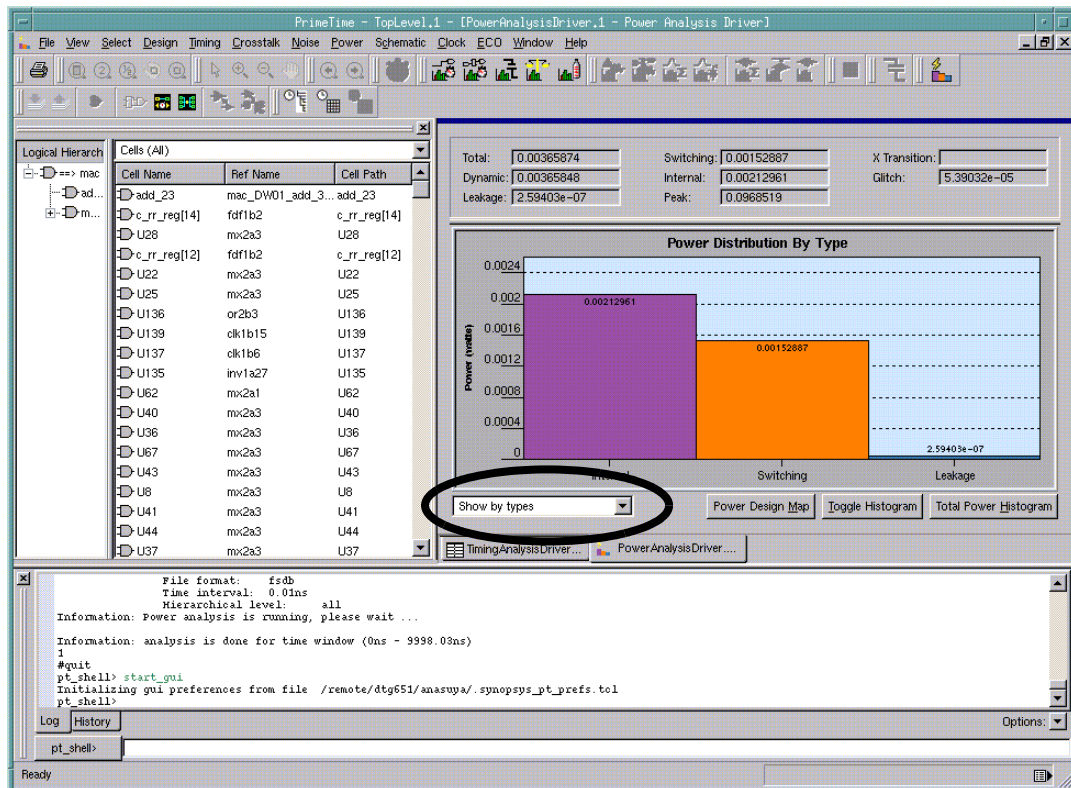 PrimeTime - TopLevel.1 - [PowerAnalysisDriver.1 - Power Analysis Driver]
File View Select Design Timing Crosstalk Noise Power Schematic Clock ECO Window Help
Logical Hierarch
==> mac
ad...
m...
Cells (All)
Cell Name Ref Name Cell Path
add_23 mac_DW01_add_3... add_23
c_rr_reg[14] fdf1b2 c_rr_reg[14]
U28 mx2a3 U28
c_rr_reg[12] fdf1b2 c_rr_reg[12]
U22 mx2a3 U22
U25 mx2a3 U25
U136 or2b3 U136
U139 clk1b15 U139
U137 clk1b6 U137
U135 inv1a27 U135
U62 mx2a1 U62
U40 mx2a3 U40
U36 mx2a3 U36
U67 mx2a3 U67
U43 mx2a3 U43
U8 mx2a3 U8
U41 mx2a3 U41
U44 mx2a3 U44
U37 mx2a3 U37
Total: 0.00365874 Switching: 0.00152887 X Transition:
Dynamic: 0.00365848 Internal: 0.00212961 Glitch: 5.39032e-05
Leakage: 2.59403e-07 Peak: 0.0968519
Power Distribution By Type
Power (watts)
0.0024
0.002
0.0016
0.0012
0.0008
0.0004
0
0.00212961
0.00152887
2.59403e-07
Switching Leakage
Show by types
Power Design Map Toggle Histogram Total Power Histogram
TimingAnalysisDriver... PowerAnalysisDriver....
File format: fsdb
Time interval: 0.01ns
Hierarchical level: all
Information: Power analysis is running, please wait ...
Information: analysis is done for time window (0ns - 9998.03ns)
1
#quit
pt_shell> start_gui
Initializing gui preferences from file /remote/dtg651/anasuya/.synopsys_pt_prefs.tcl
pt_shell>
Log History Options:
pt_shell>
Ready